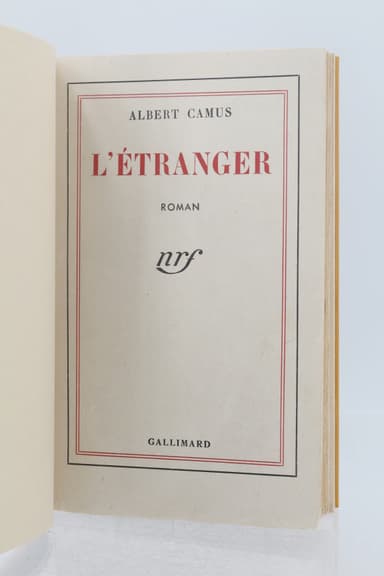 ALBERT CAMUS
L'ÉTRANGER
ROMAN
nrf
GALLIMARD